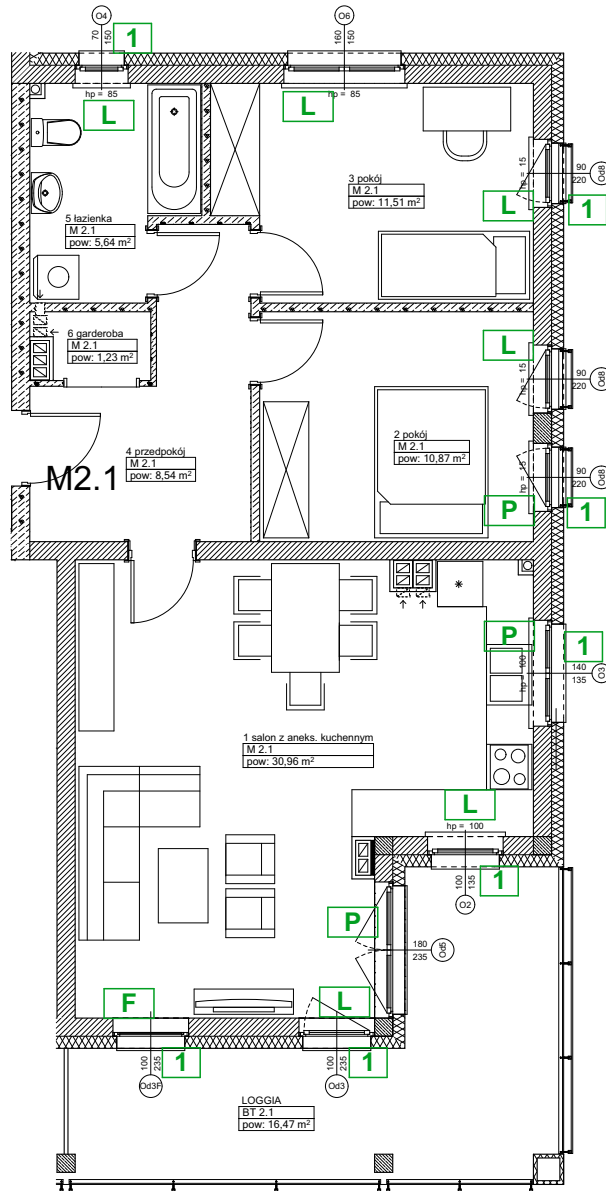 O4
O6
70
150
1
160
150
hp = 85
hp = 85
L
L
3 pokój
M 2.1
pow: 11,51 m²
hp = 15
90
220
Od8
L
1
5 łazienka
M 2.1
pow: 5,64 m²
6 garderoba
M 2.1
pow: 1,23 m²
L
hp = 15
90
220
Od8
2 pokój
M 2.1
pow: 10,87 m²
4 przedpokój
M 2.1
pow: 8,54 m²
M2.1
hp = 15
90
220
Od8
P
1
P
1
hp = 100
140
135
O3
1 salon z aneks. kuchennym
M 2.1
pow: 30,96 m²
L
hp = 100
100
135
1
O2
P
180
235
Od5
F
L
100
235
1
100
235
1
Od3F
Od3
LOGGIA
BT 2.1
pow: 16,47 m²